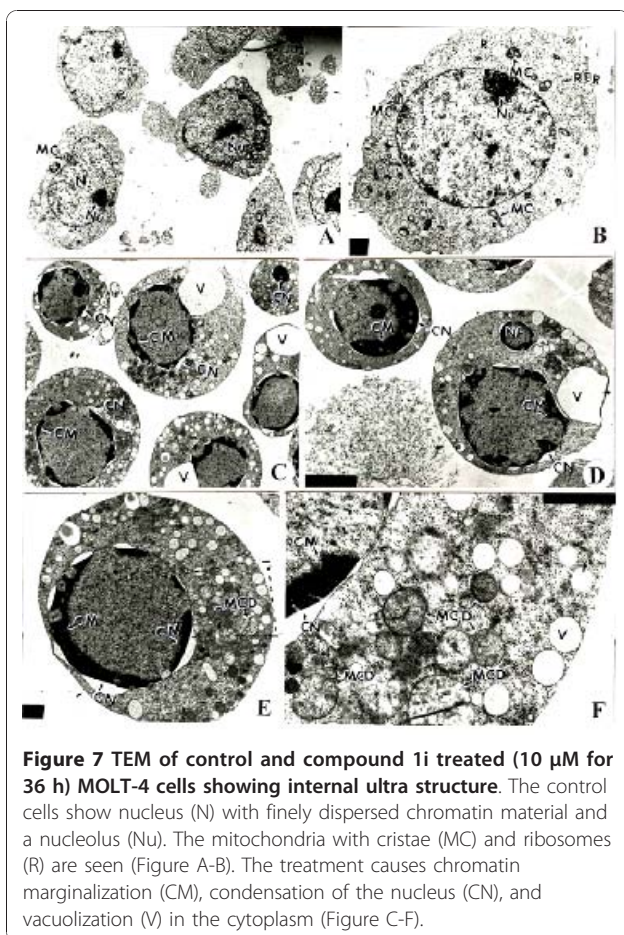 Nu
MC
N
Nu
A
R
MC
RER
MC
N
Nu
MC
B
V
CN
CN
CM
CN
CN
CM
V
V
C
CM
CN
NF
CM
V
CN
D
CM
CN
MCD
CN
E
CM
CN
MCD
V
MCD
MCD
F
Figure 7 TEM of control and compound 1i treated (10 μM for
36 h) MOLT-4 cells showing internal ultra structure. The control
cells show nucleus (N) with finely dispersed chromatin material and
a nucleolus (Nu). The mitochondria with cristae (MC) and ribosomes
(R) are seen (Figure A-B). The treatment causes chromatin
marginalization (CM), condensation of the nucleus (CN), and
vacuolization (V) in the cytoplasm (Figure C-F).